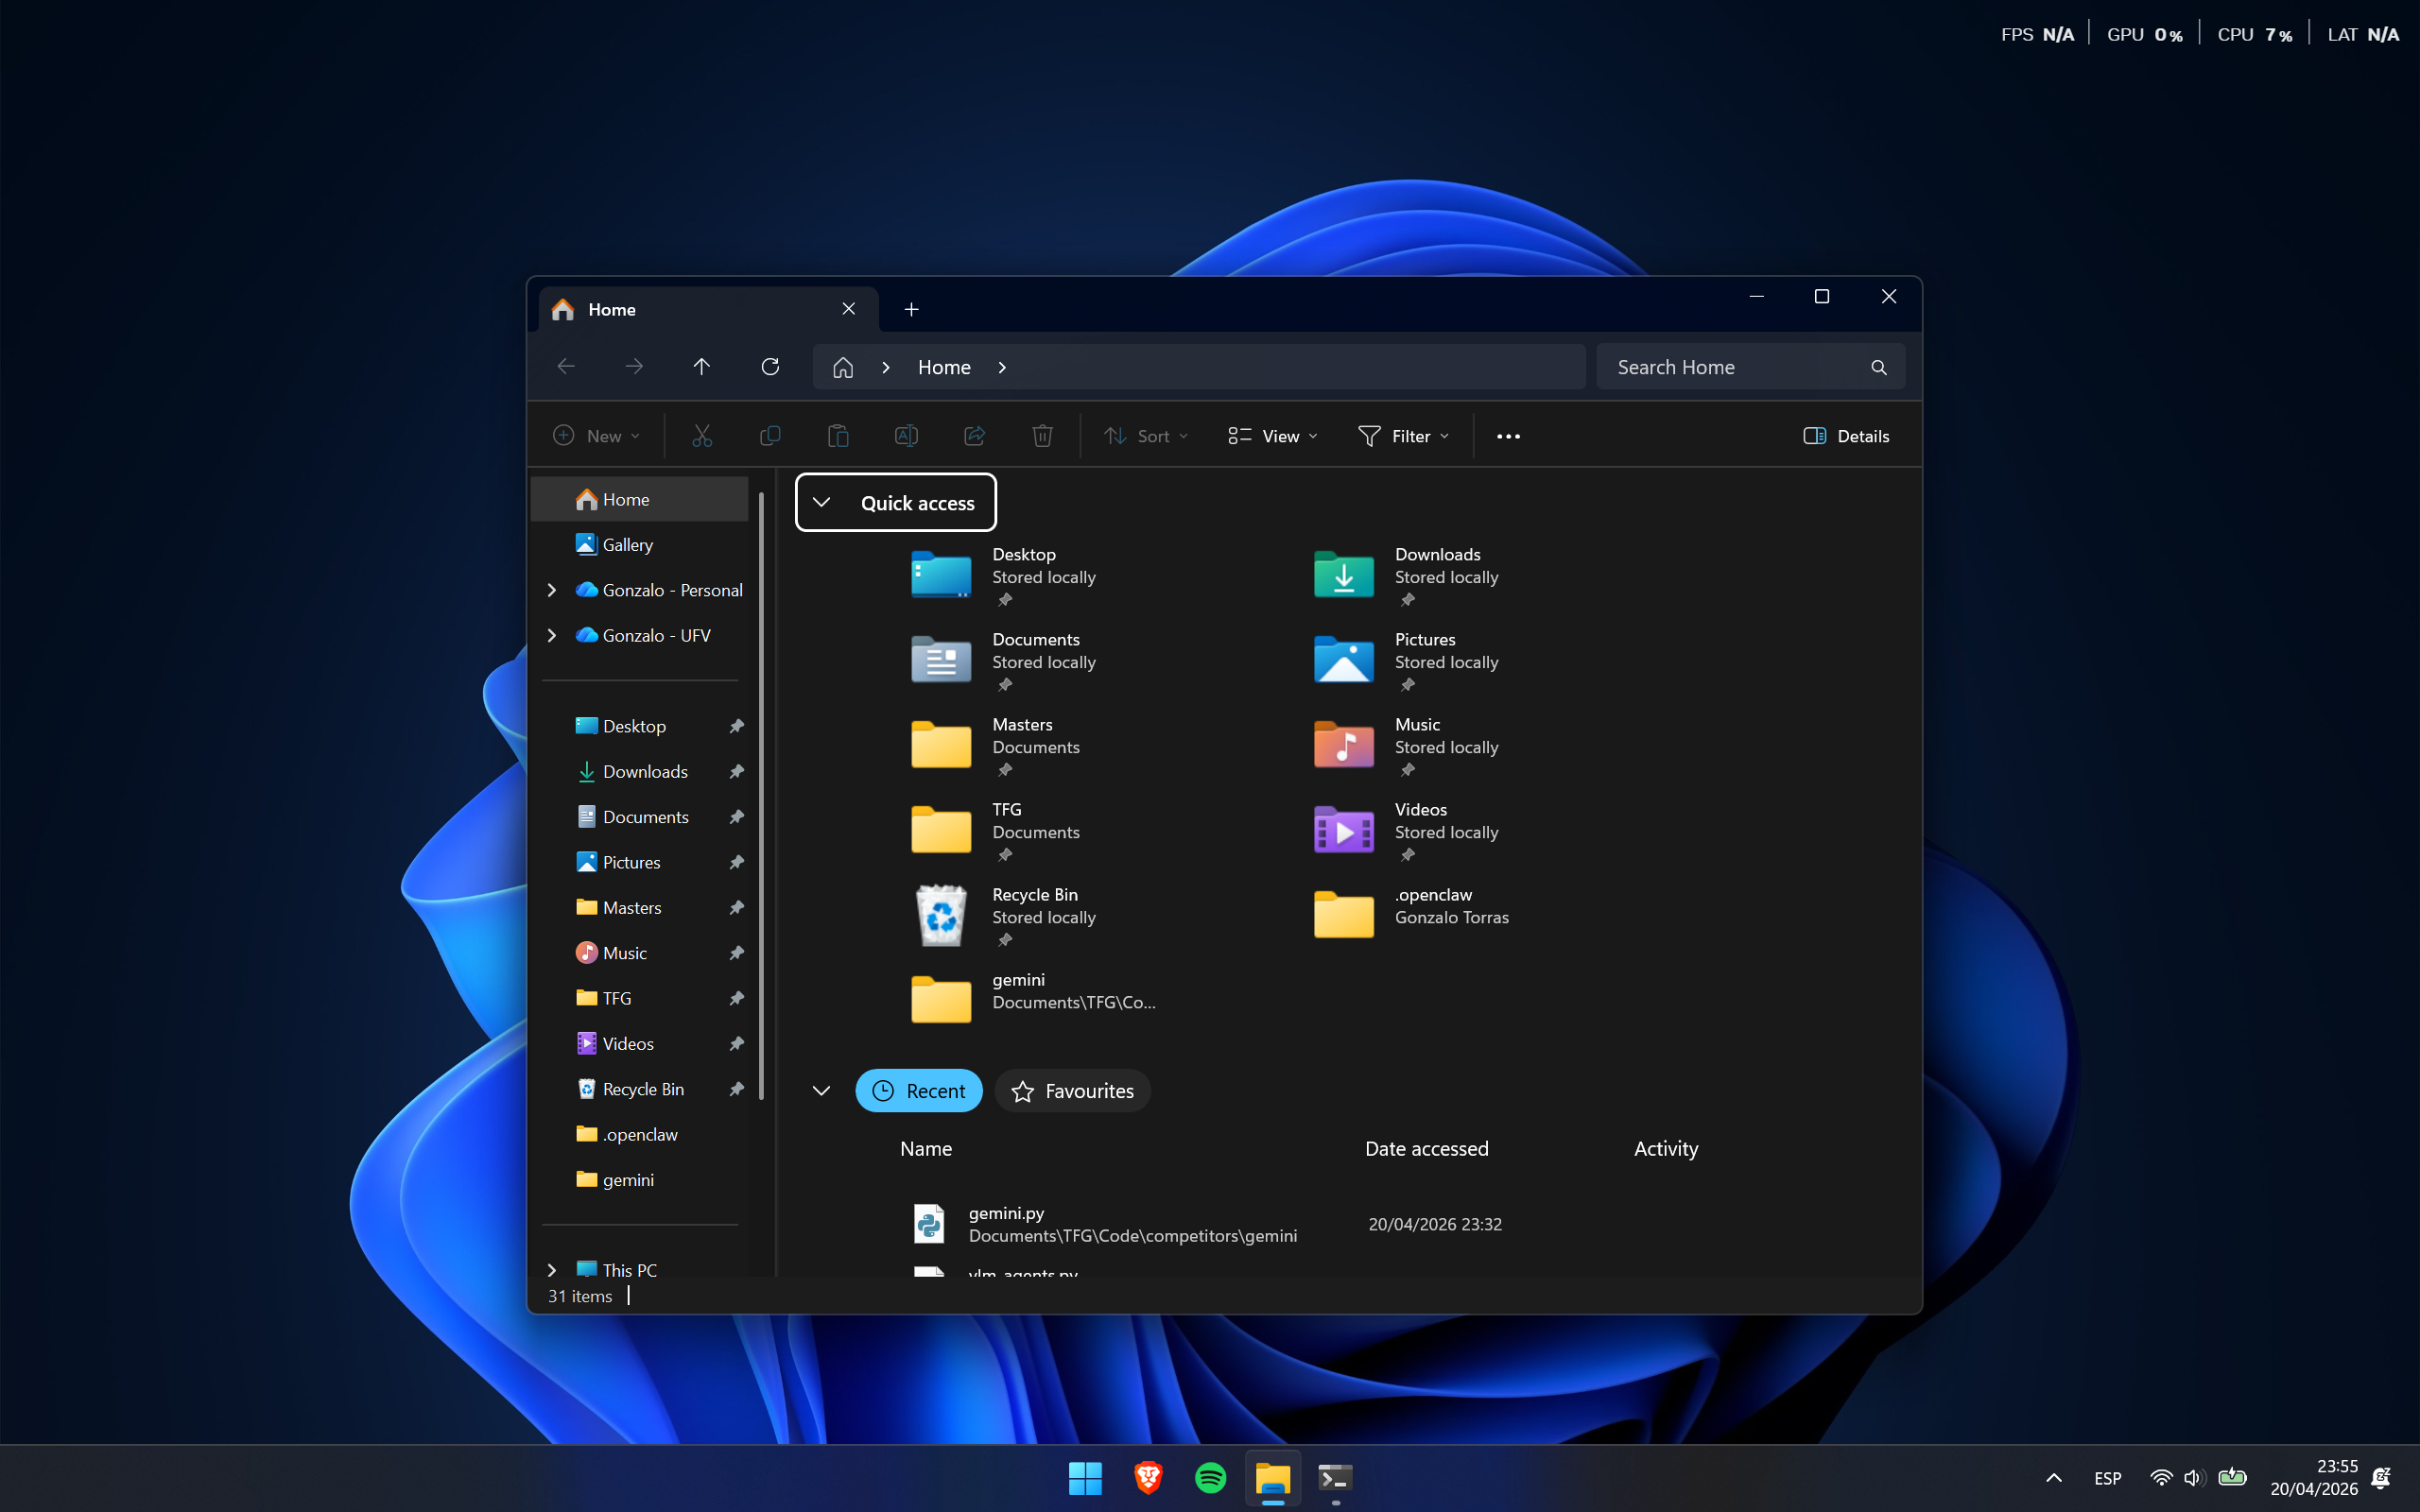 FPS N/A | GPU 0% | CPU 7% | LAT N/A
Home
Home
Search Home
New
Sort
View
Filter
Details
Home
Gallery
Gonzalo - Personal
Gonzalo - UFV
Desktop
Downloads
Documents
Pictures
Masters
Music
TFG
Videos
Recycle Bin
.openclaw
gemini
This PC
Quick access
Desktop
Stored locally
Downloads
Stored locally
Documents
Stored locally
Pictures
Stored locally
Masters
Documents
Music
Stored locally
TFG
Documents
Videos
Stored locally
Recycle Bin
Stored locally
.openclaw
Gonzalo Torras
gemini
Documents\TFG\Co...
Recent
Favourites
Name Date accessed Activity
gemini.py
Documents\TFG\Code\competitors\gemini
20/04/2026 23:32
vlm_agents.py
31 items
ESP
23:55
20/04/2026